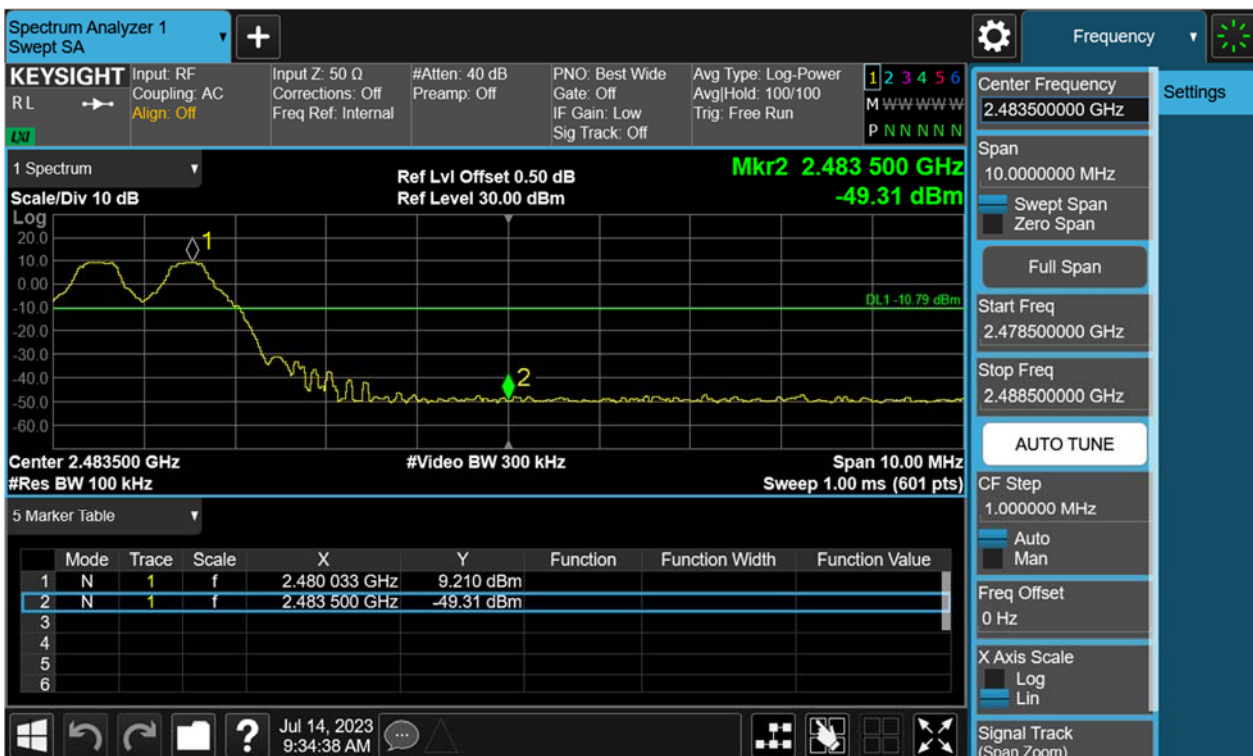 Spectrum Analyzer 1
Swept SA
+
Frequency
KEYSIGHT Input: RF Input Z: 50 Ω #Atten: 40 dB PNO: Best Wide Avg Type: Log-Power 1 2 3 4 5 6
R L Coupling: AC Corrections: Off Preamp: Off Gate: Off Avg|Hold: 100/100 M W W W W W
Align: Off Freq Ref: Internal IF Gain: Low Trig: Free Run
LXI Sig Track: Off P N N N N N
1 Spectrum
Mkr2 2.483 500 GHz
Ref Lvl Offset 0.50 dB
Scale/Div 10 dB Ref Level 30.00 dBm -49.31 dBm
Log
20.0
1
10.0
0.00
DL1 -10.79 dBm
-10.0
-20.0
-30.0
-40.0
2
-50.0
-60.0
Center 2.483500 GHz #Video BW 300 kHz Span 10.00 MHz
#Res BW 100 kHz Sweep 1.00 ms (601 pts)
5 Marker Table
Mode Trace Scale X Y Function Function Width Function Value
1 N 1 f 2.480 033 GHz 9.210 dBm
2 N 1 f 2.483 500 GHz -49.31 dBm
3
4
5
6
Center Frequency
2.483500000 GHz
Settings
Span
10.0000000 MHz
Swept Span
Zero Span
Full Span
Start Freq
2.478500000 GHz
Stop Freq
2.488500000 GHz
AUTO TUNE
CF Step
1.000000 MHz
Auto
Man
Freq Offset
0 Hz
X Axis Scale
Log
Lin
Signal Track
(Span Zoom)
?
Jul 14, 2023
9:34:38 AM